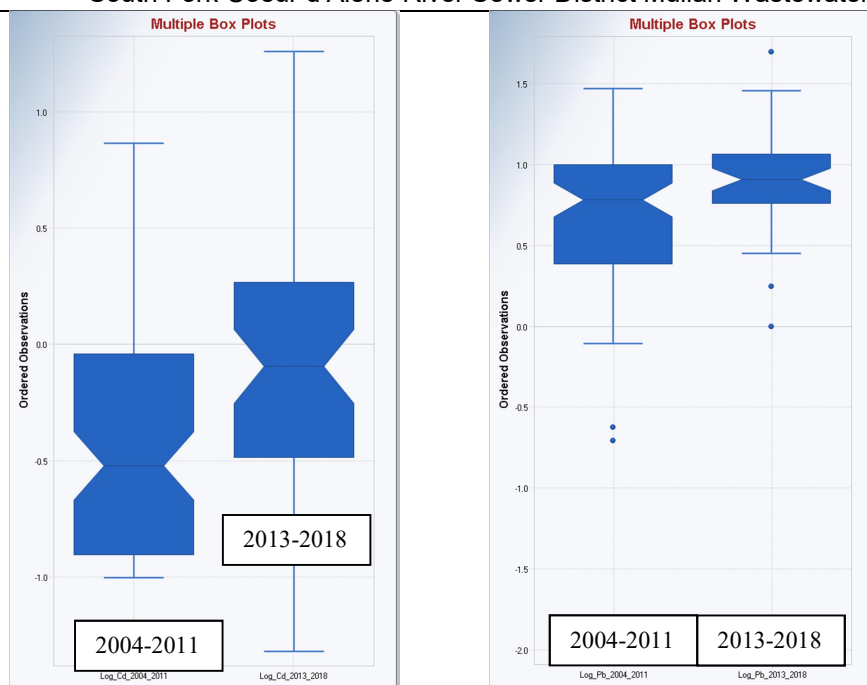 Multiple Box Plots
1.0
0.5
0.0
-0.5
-1.0
Ordered Observations
2013-2018
2004-2011
Log_Cd_2004_2011
Log_Cd_2013_2018
Multiple Box Plots
1.5
1.0
0.5
0.0
-0.5
-1.0
-1.5
-2.0
Ordered Observations
2004-2011
2013-2018
Log_Pb_2004_2011
Log_Pb_2013_2018